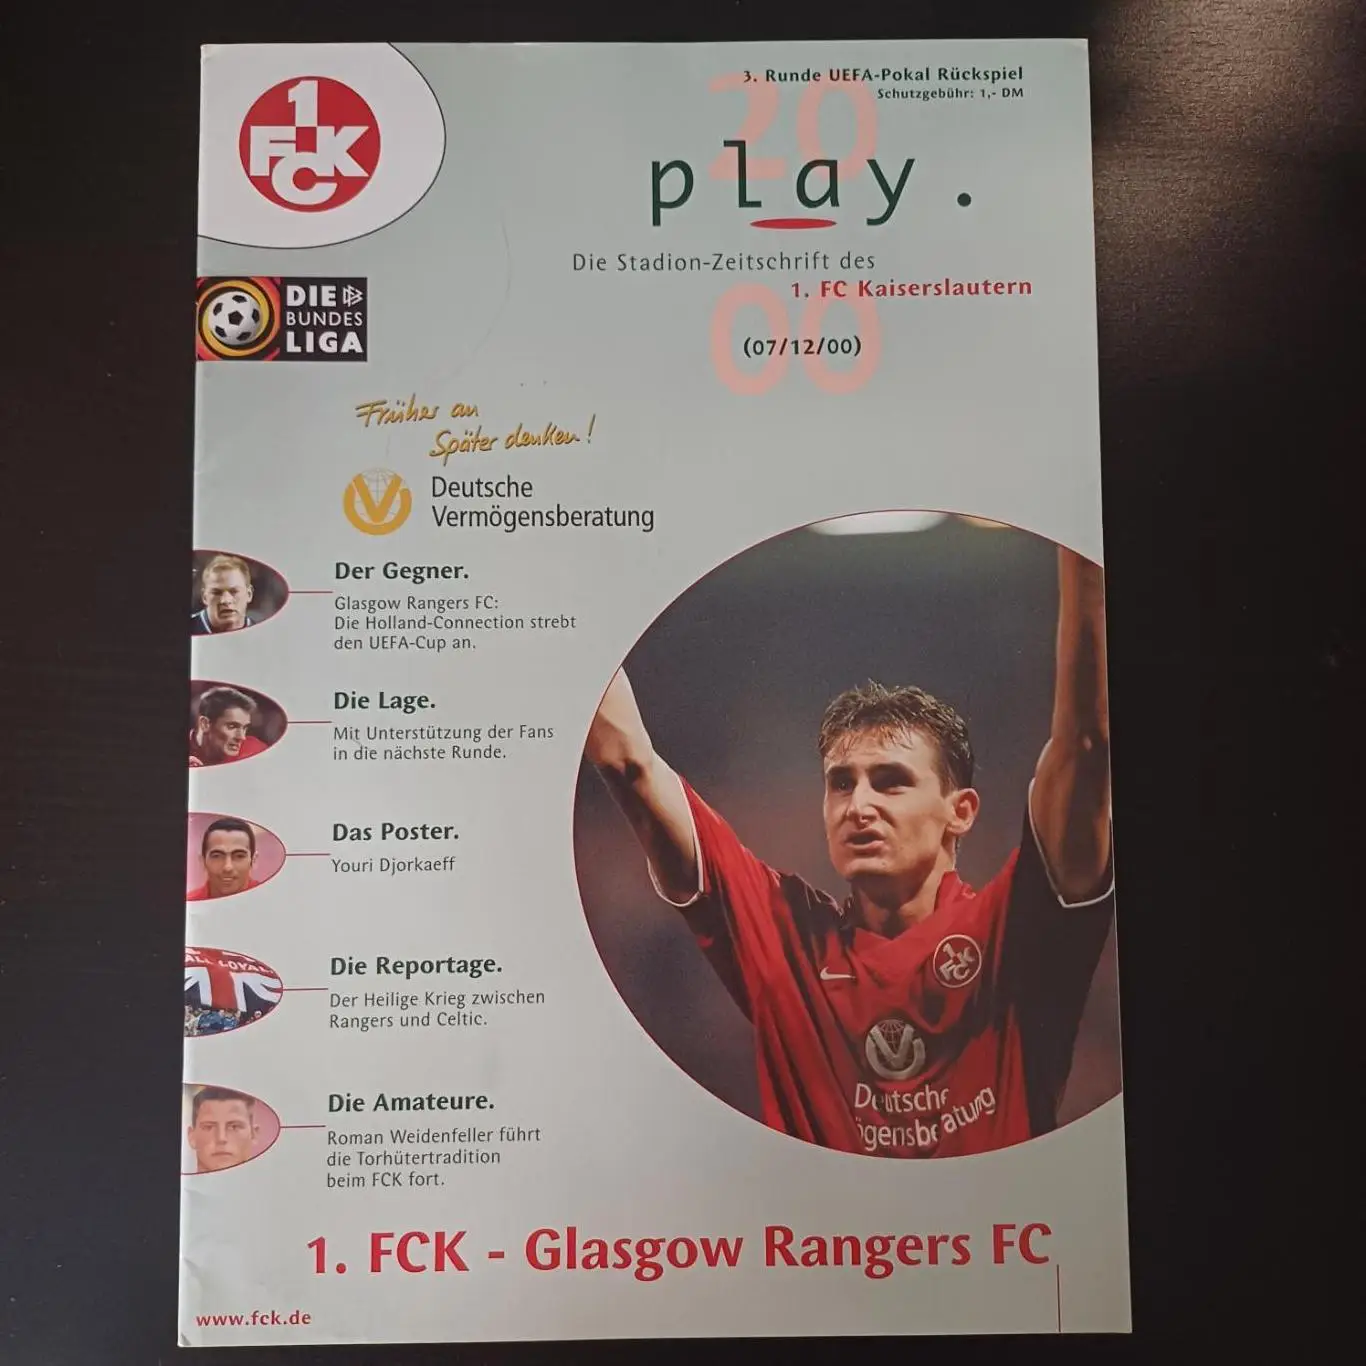 1
FCK
3. Runde UEFA-Pokal Rückspiel
Schutzgebühr: 1,- DM
20
play.
Die Stadion-Zeitschrift des
1. FC Kaiserslautern
00
(07/12/00)
DIE
BUNDES
LIGA
Früher an
Später denken!
Deutsche
Vermögensberatung
Der Gegner.
Glasgow Rangers FC:
Die Holland-Connection strebt
den UEFA-Cup an.
Die Lage.
Mit Unterstützung der Fans
in die nächste Runde.
Das Poster.
Youri Djorkaeff
Die Reportage.
Der Heilige Krieg zwischen
Rangers und Celtic.
Die Amateure.
Roman Weidenfeller führt
die Torhütertradition
beim FCK fort.
1
FCK
Deutsche
ögensberatung
1. FCK - Glasgow Rangers FC
www.fck.de